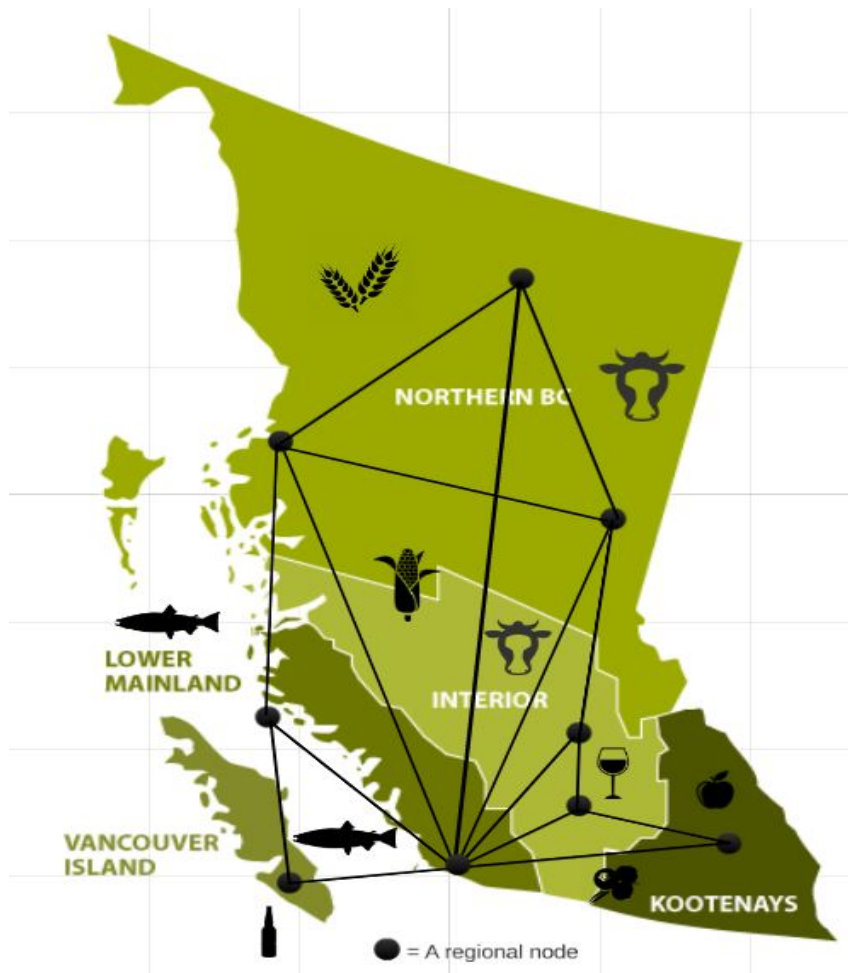 NORTHERN BC
LOWER
MAINLAND
INTERIOR
VANCOUVER
ISLAND
KOOTENAYS
= A regional node